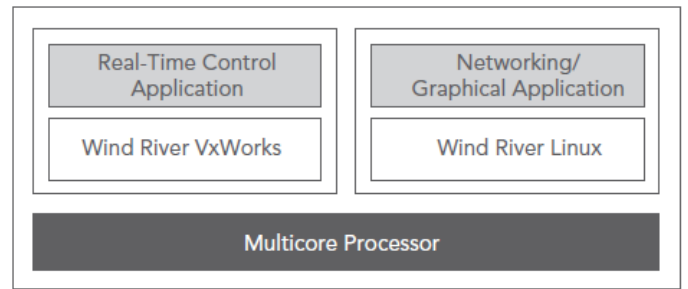 Real-Time Control
Application
Networking/
Graphical Application
Wind River VxWorks
Wind River Linux
Multicore Processor